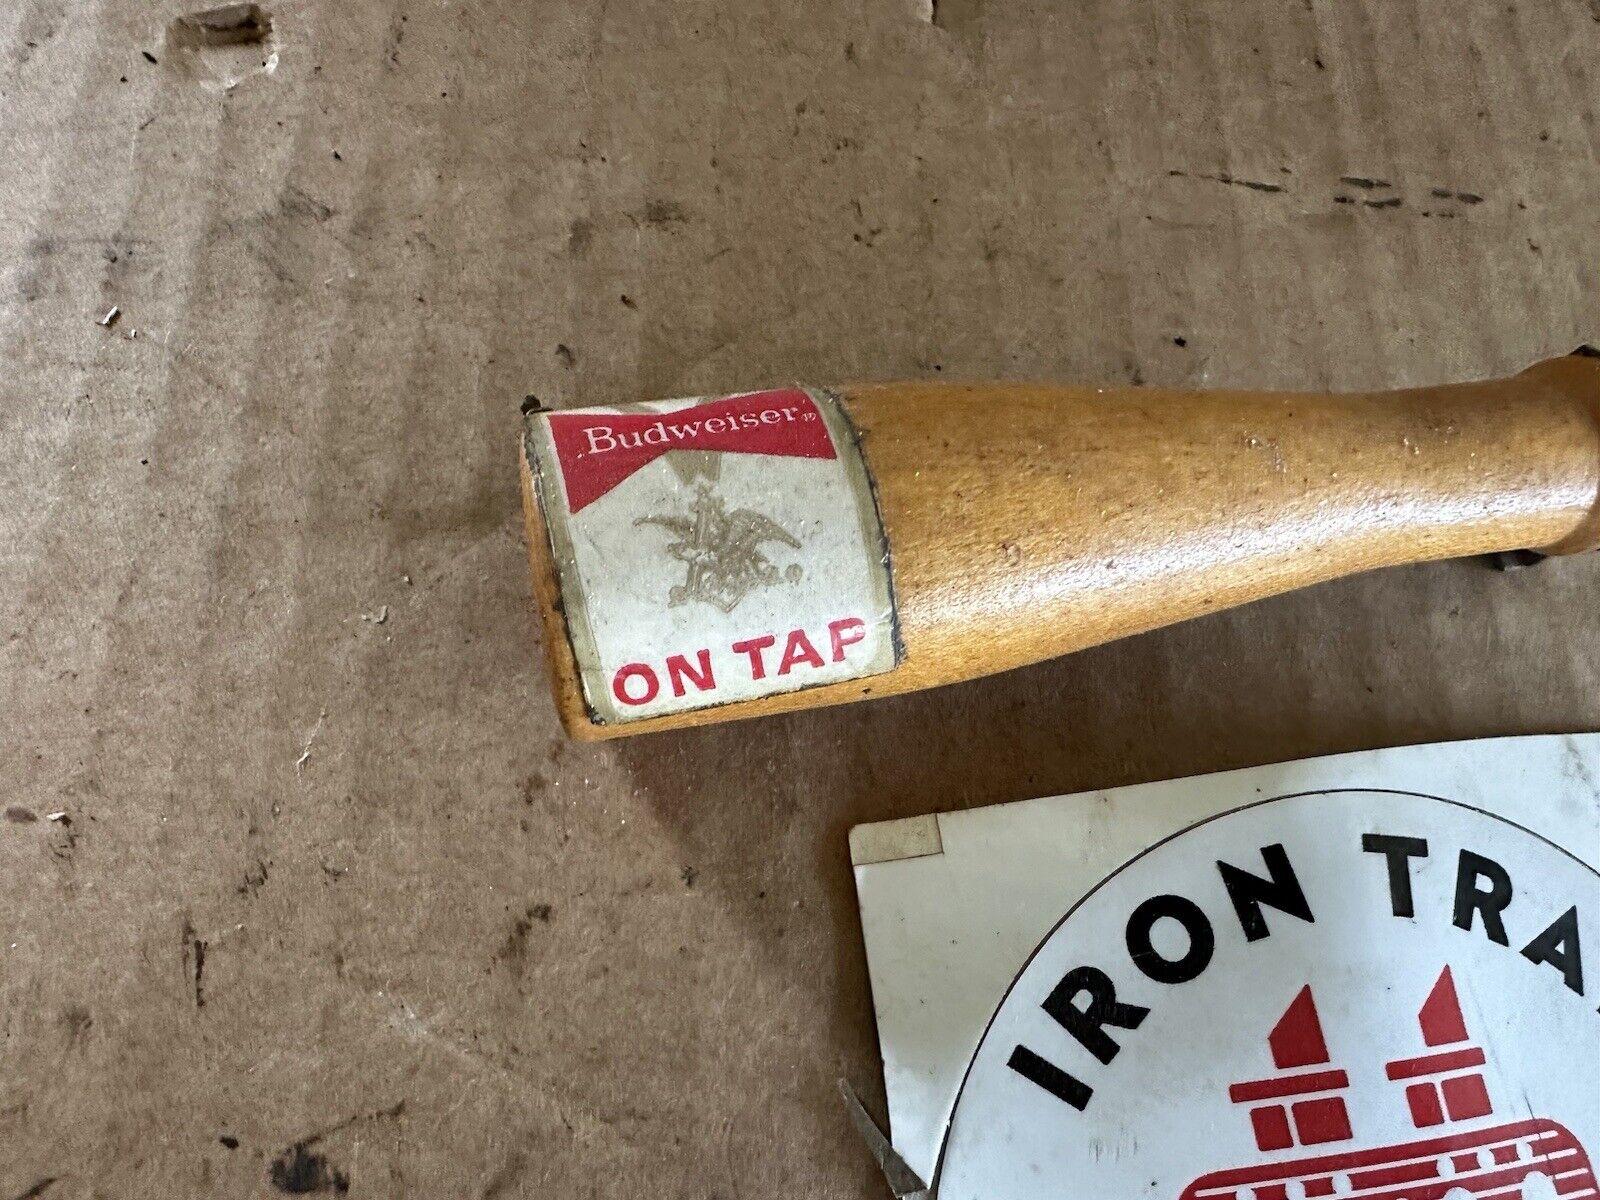 Budweiser®
ON TAP
IRON TRA